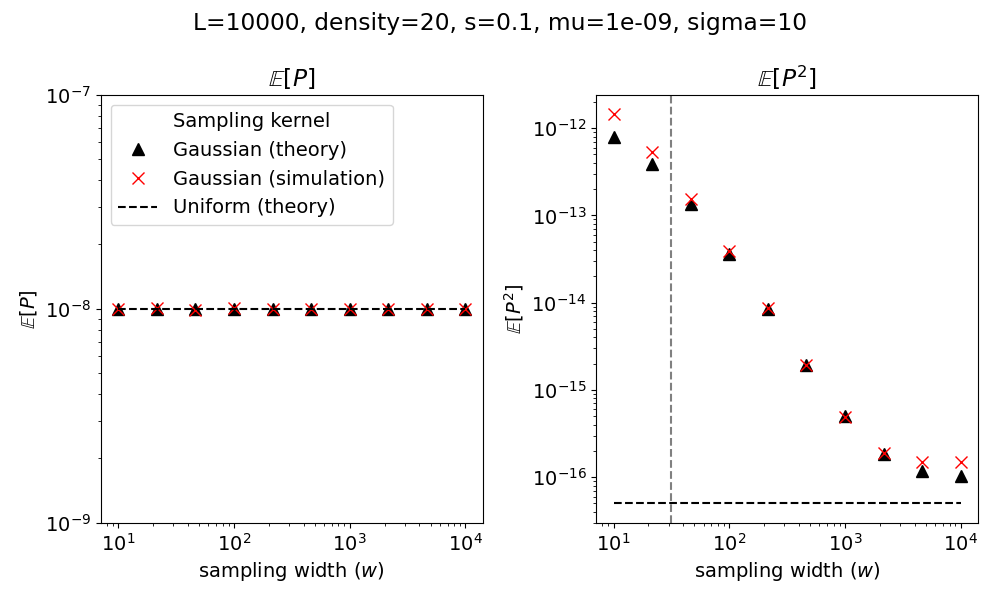 L=10000, density=20, s=0.1, mu=1e-09, sigma=10
𝔼[P]
𝔼[P]
10⁻⁷
10⁻⁸
10⁻⁹
Sampling kernel
Gaussian (theory)
Gaussian (simulation)
Uniform (theory)
10¹ 10² 10³ 10⁴
sampling width (w)
𝔼[P²]
𝔼[P²]
10⁻¹²
10⁻¹³
10⁻¹⁴
10⁻¹⁵
10⁻¹⁶
10¹ 10² 10³ 10⁴
sampling width (w)